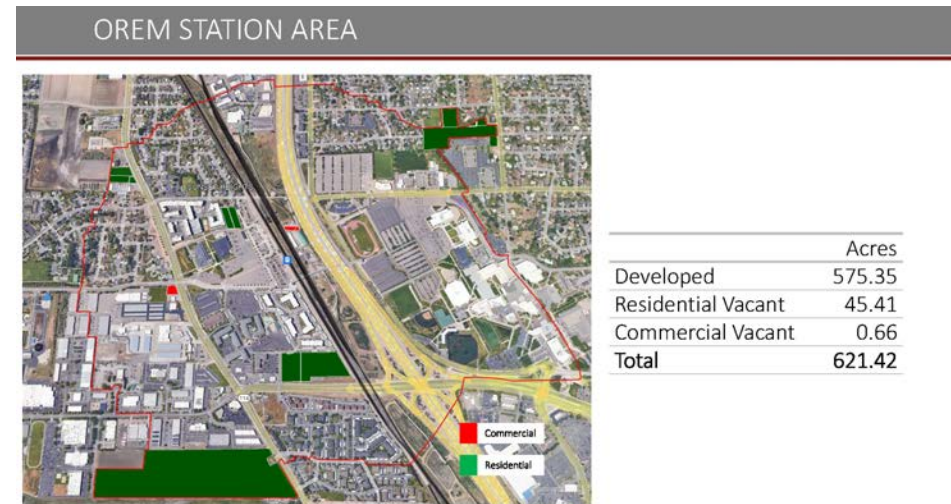 OREM STATION AREA
Acres
Developed 575.35
Residential Vacant 45.41
Commercial Vacant 0.66
Total 621.42
Commercial
Residential